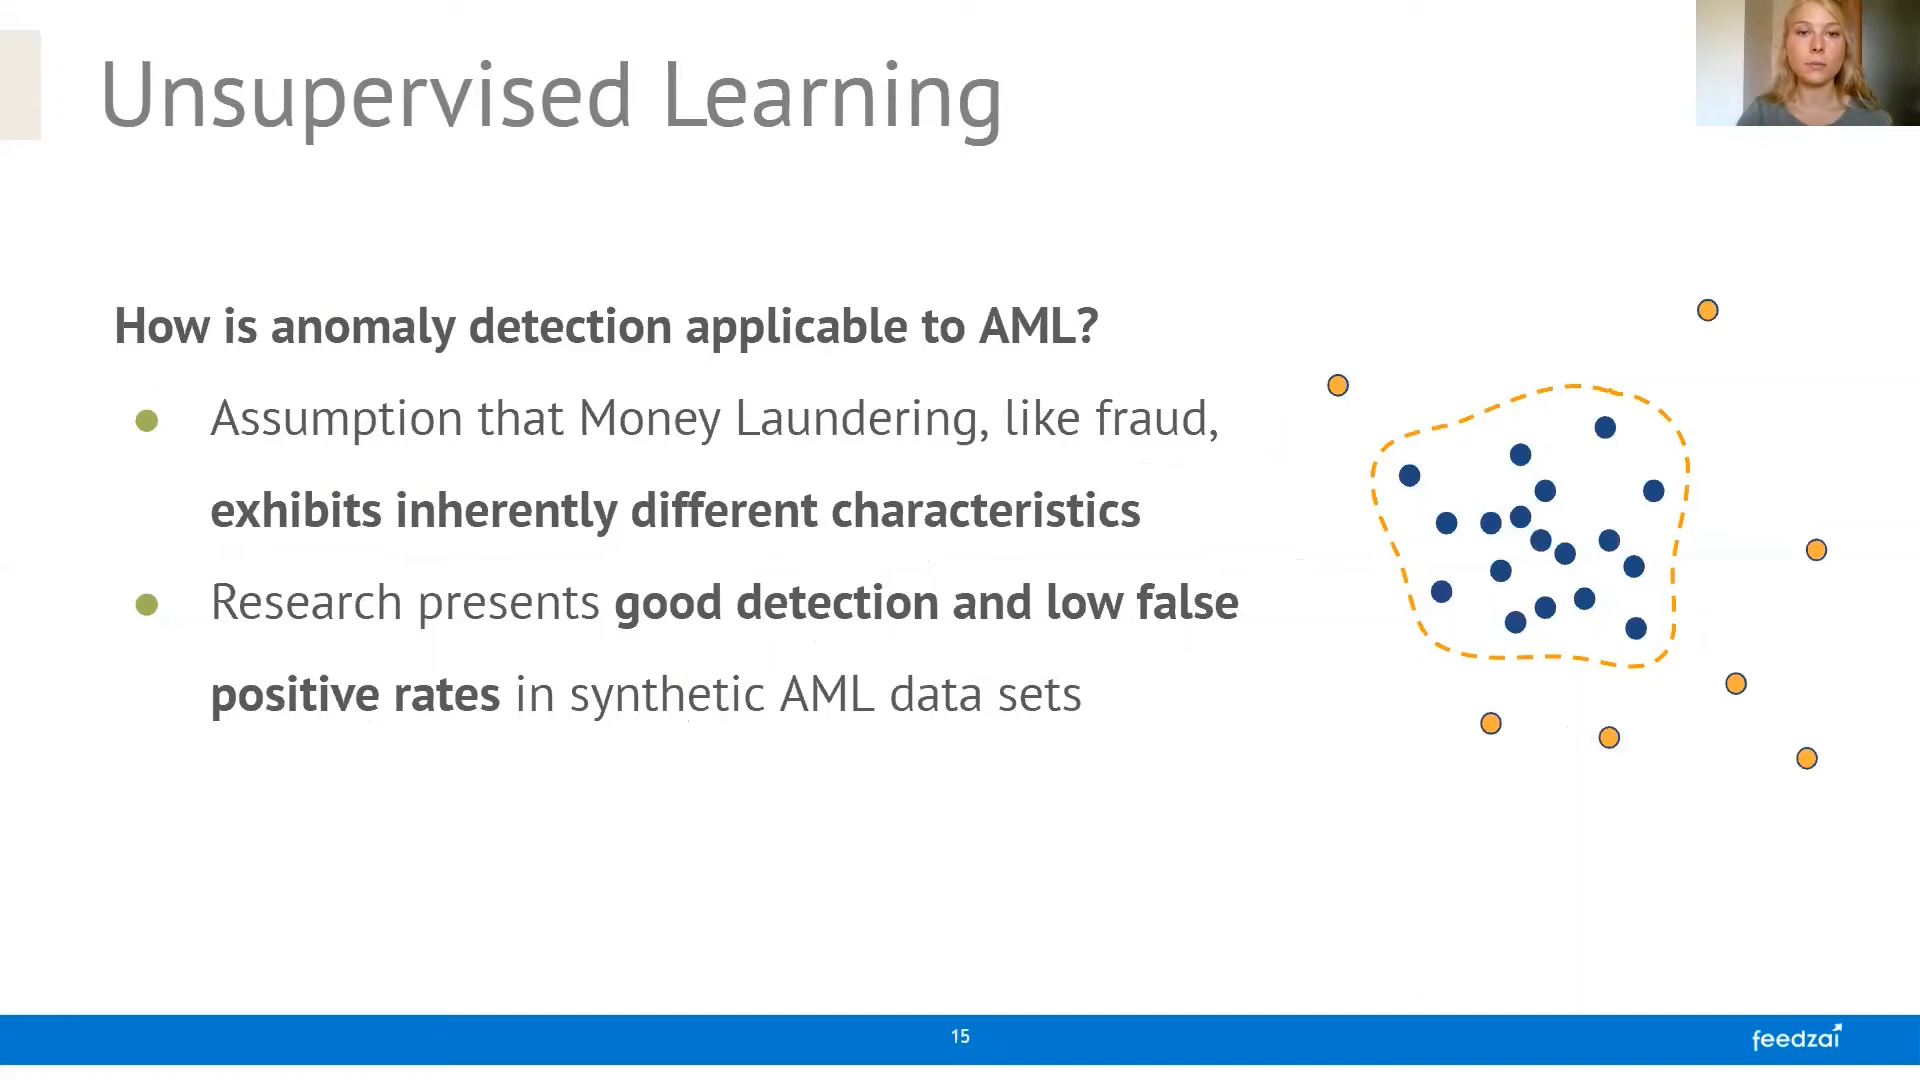 Unsupervised Learning
How is anomaly detection applicable to AML?
Assumption that Money Laundering, like fraud,
exhibits inherently different characteristics
Research presents good detection and low false
positive rates in synthetic AML data sets
15
feedzai